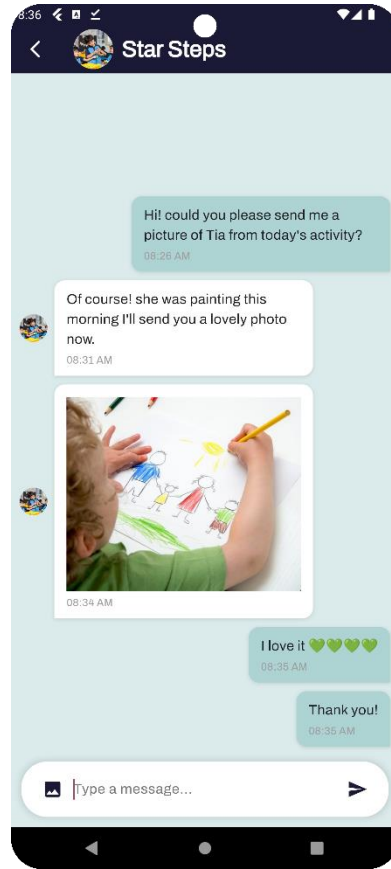 8:36
Star Steps
Hi! could you please send me a
picture of Tia from today's activity?
08:26 AM
Of course! she was painting this
morning I'll send you a lovely photo
now.
08:31 AM
08:34 AM
I love it 💚💚💚💚
08:35 AM
Thank you!
08:35 AM
Type a message...